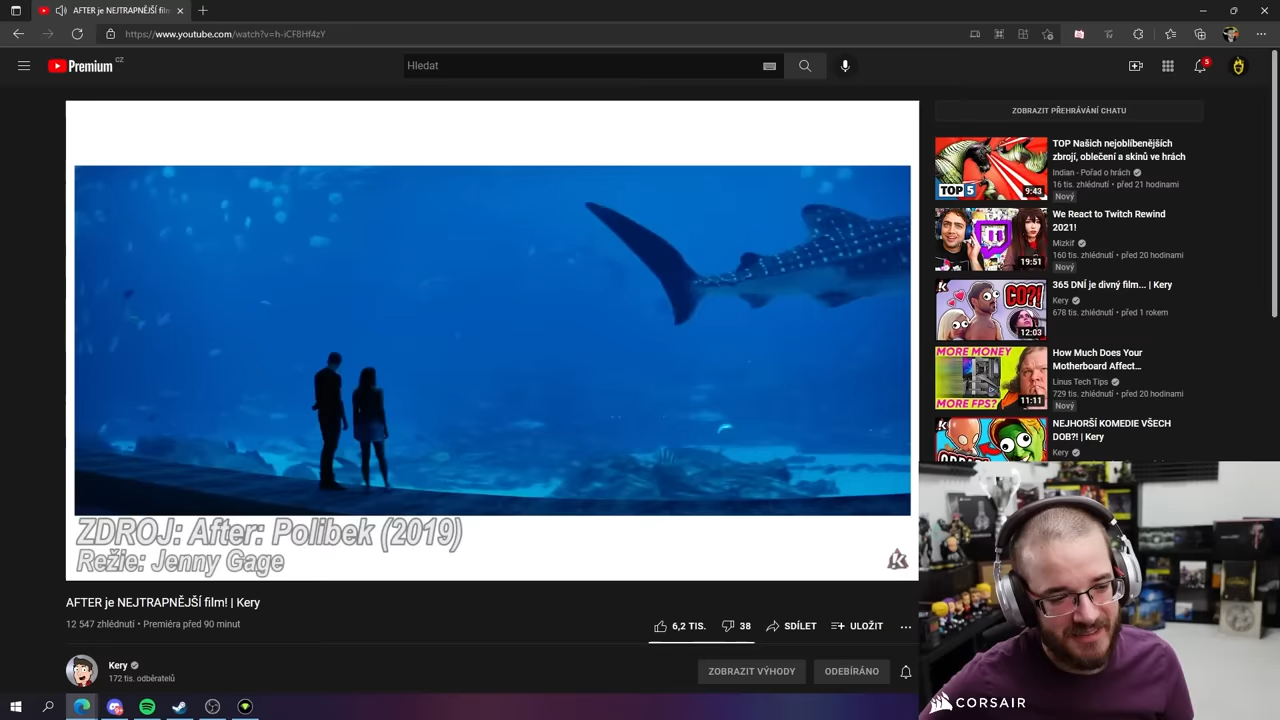 AFTER je NEJTRAPNĚJŠÍ film
https://www.youtube.com/watch?v=h-iCF8Hf4zY
Premium CZ
Hledat
5
ZOBRAZIT PŘEHRÁVÁNÍ CHATU
TOP 5
9:43
TOP Našich nejoblíbenějších
zbrojí, oblečení a skinů ve hrách
Indian - Pořad o hrách
16 tis. zhlédnutí • před 21 hodinami
Nový
19:51
We React to Twitch Rewind
2021!
Mizkif
160 tis. zhlédnutí • před 20 hodinami
Nový
CO?!
12:03
365 DNÍ je divný film... | Kery
Kery
678 tis. zhlédnutí • před 1 rokem
MORE MONEY
MORE FPS?
11:11
How Much Does Your
Motherboard Affect...
Linus Tech Tips
729 tis. zhlédnutí • před 20 hodinami
Nový
NEJHORŠÍ KOMEDIE VŠECH
DOB?! | Kery
Kery
ZDROJ: After: Polibek (2019)
Režie: Jenny Gage
AFTER je NEJTRAPNĚJŠÍ film! | Kery
12 547 zhlédnutí • Premiéra před 90 minut
6,2 TIS.
38
SDÍLET
ULOŽIT
Kery
172 tis. odběratelů
ZOBRAZIT VÝHODY
ODEBÍRÁNO
CORSAIR